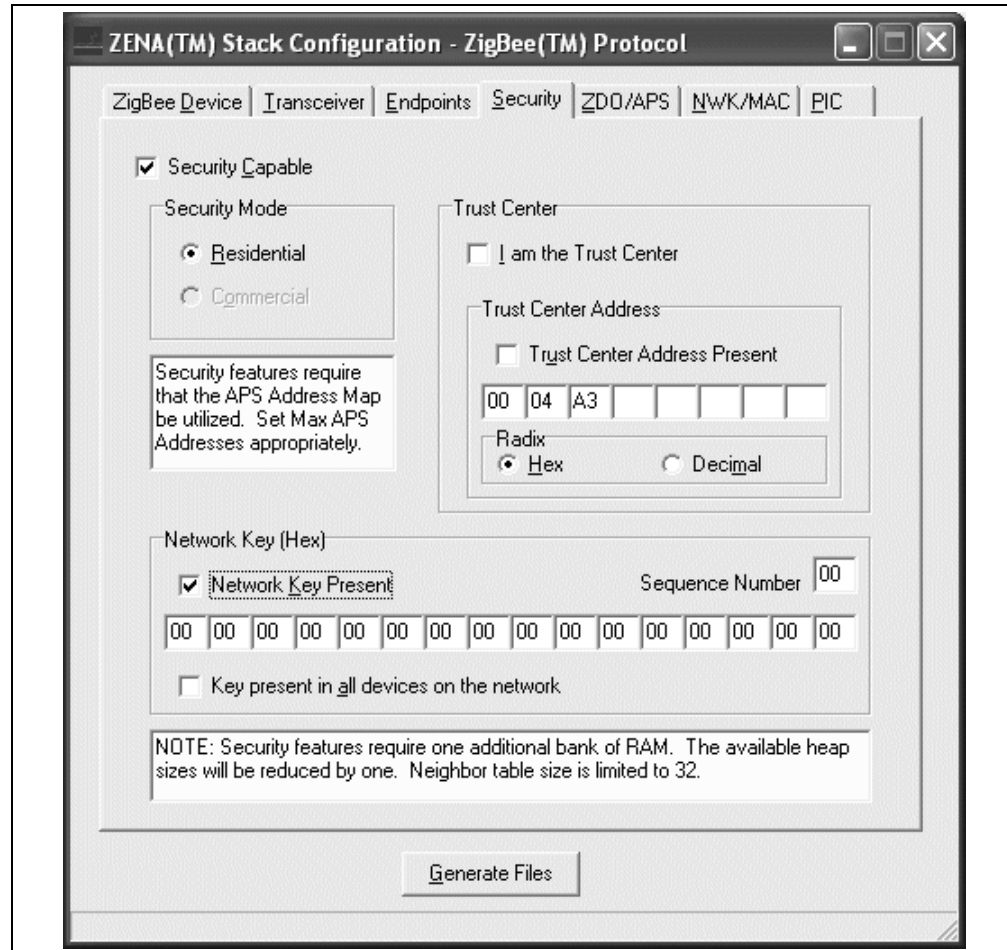 ZENA(TM) Stack Configuration - ZigBee(TM) Protocol
ZigBee Device Transceiver Endpoints Security ZDO/APS NWK/MAC PIC
Security Capable
Security Mode
Residential
Commercial
Security features require
that the APS Address Map
be utilized. Set Max APS
Addresses appropriately.
Trust Center
I am the Trust Center
Trust Center Address
Trust Center Address Present
00 04 A3
Radix
Hex Decimal
Network Key (Hex)
Network Key Present Sequence Number 00
00 00 00 00 00 00 00 00 00 00 00 00 00 00 00 00
Key present in all devices on the network
NOTE: Security features require one additional bank of RAM. The available heap
sizes will be reduced by one. Neighbor table size is limited to 32.
Generate Files